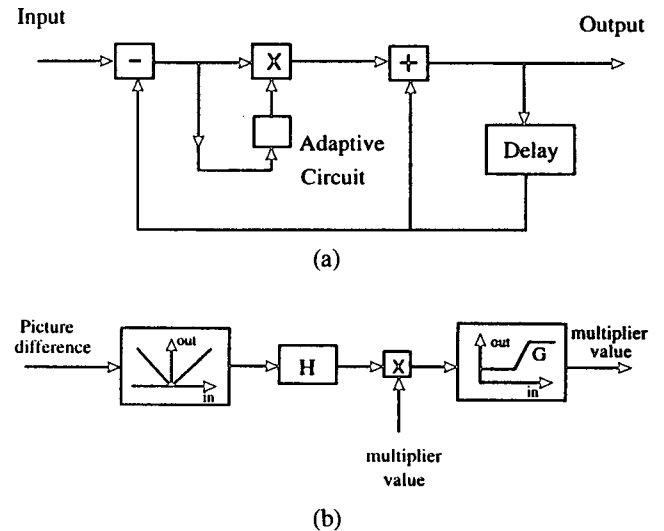 Input
Output
-
X
+
Adaptive
Circuit
Delay
(a)
Picture
difference
out
in
H
X
out
G
in
multiplier
value
multiplier
value
(b)